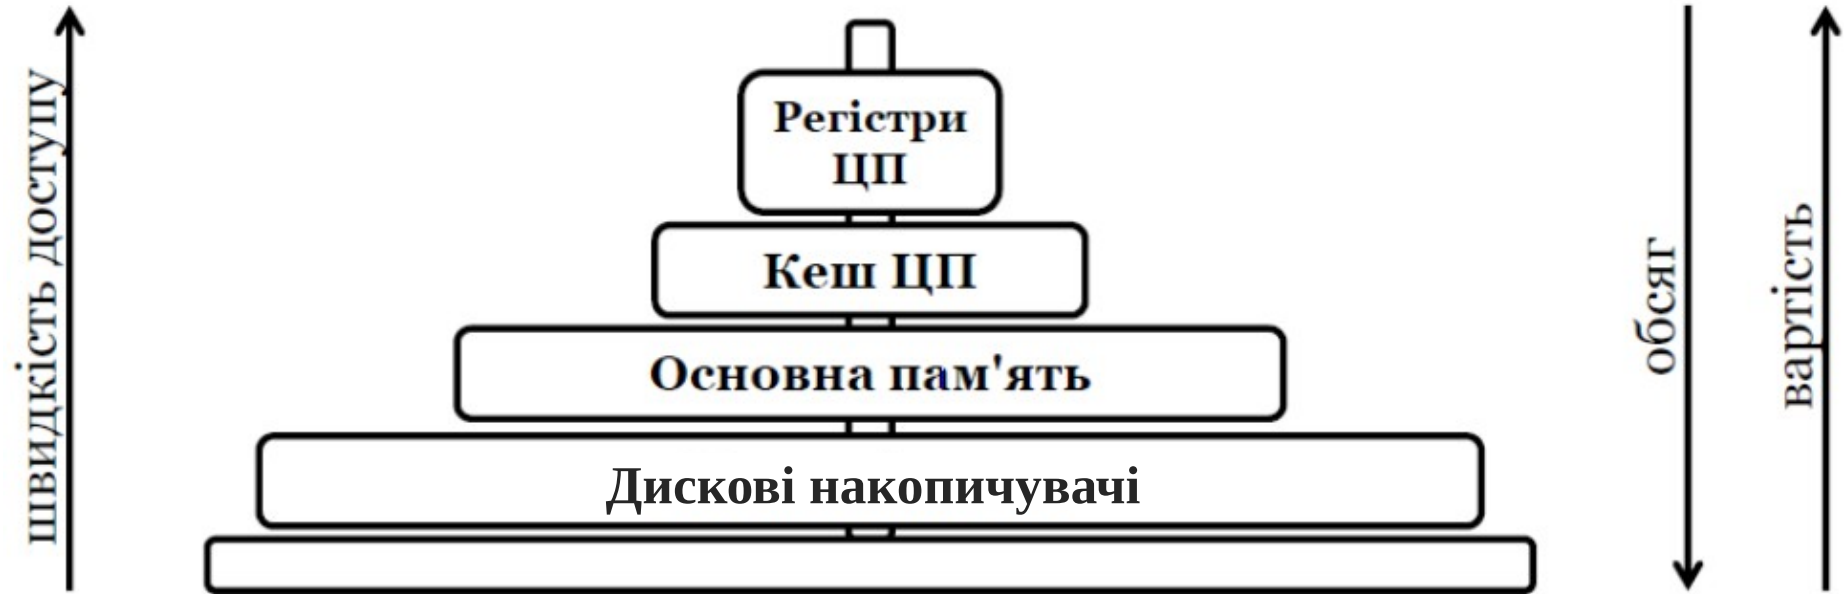 швидкість доступу
Регістри
ЦП
Кеш ЦП
Основна пам'ять
Дискові накопичувачі
обсяг
вартість